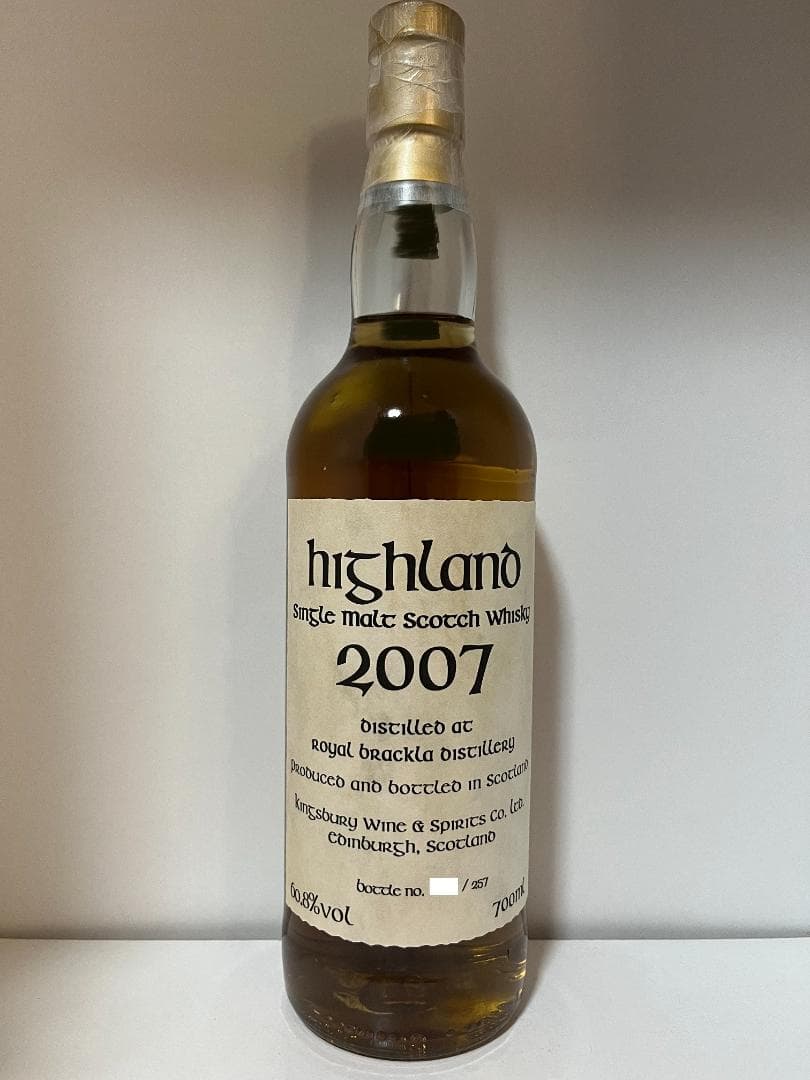 highland
Single Malt Scotch Whisky
2007
distilled at
royal brackla distillery
produced and bottled in Scotland
kingsbury Wine & Spirits Co. ltd.
Edinburgh, Scotland
bottle no. / 257
60.8%vol
700ml